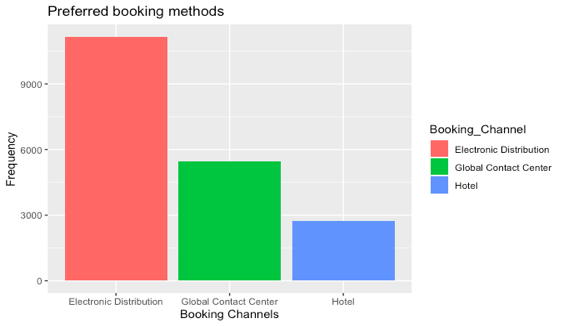 Preferred booking methods
9000
6000
3000
0
Frequency
Electronic Distribution
Global Contact Center
Hotel
Booking Channels
Booking_Channel
Electronic Distribution
Global Contact Center
Hotel